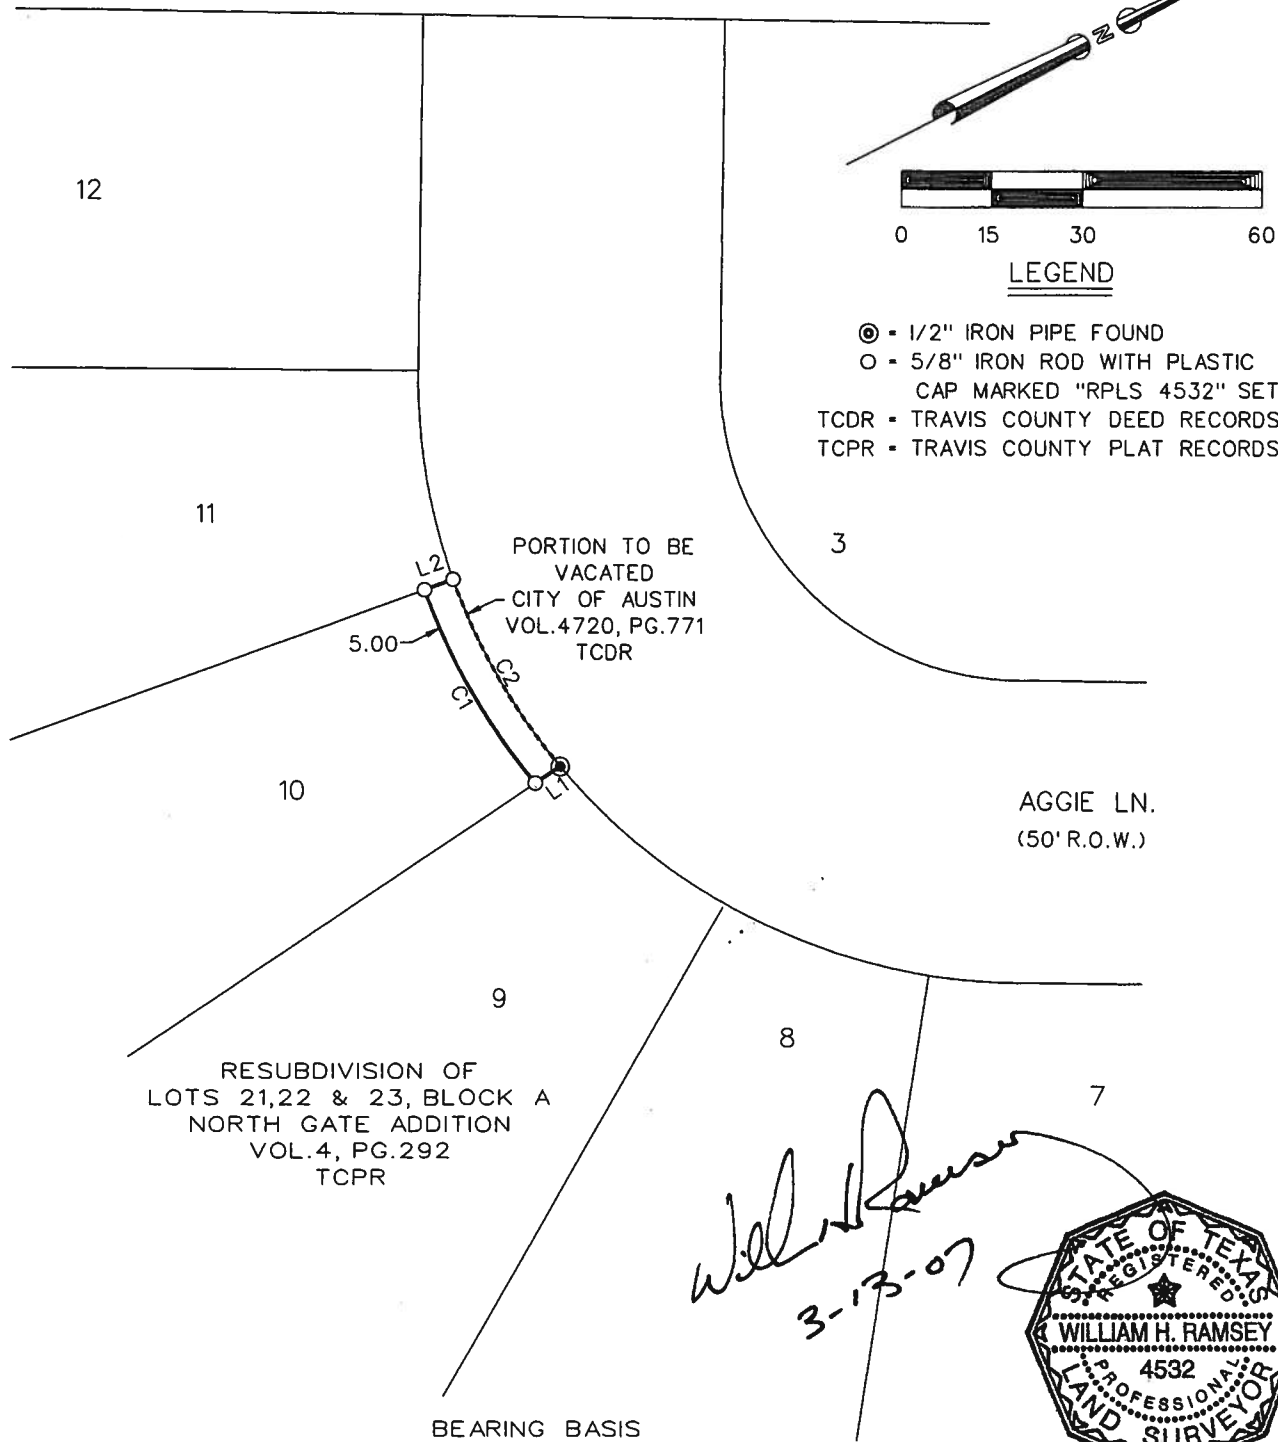 N
12
0 15 30 60
LEGEND
◎ - 1/2" IRON PIPE FOUND
○ - 5/8" IRON ROD WITH PLASTIC
CAP MARKED "RPLS 4532" SET
TCDR - TRAVIS COUNTY DEED RECORDS
TCPR - TRAVIS COUNTY PLAT RECORDS
11
3
PORTION TO BE
VACATED
CITY OF AUSTIN
VOL.4720, PG.771
TCDR
L2
5.00
C2
C1
L1
10
AGGIE LN.
(50' R.O.W.)
9
8
7
RESUBDIVISION OF
LOTS 21,22 & 23, BLOCK A
NORTH GATE ADDITION
VOL.4, PG.292
TCPR
Will H Ramsey
3-13-07
STATE OF TEXAS
REGISTERED
WILLIAM H. RAMSEY
4532
PROFESSIONAL
LAND SURVEYOR
BEARING BASIS